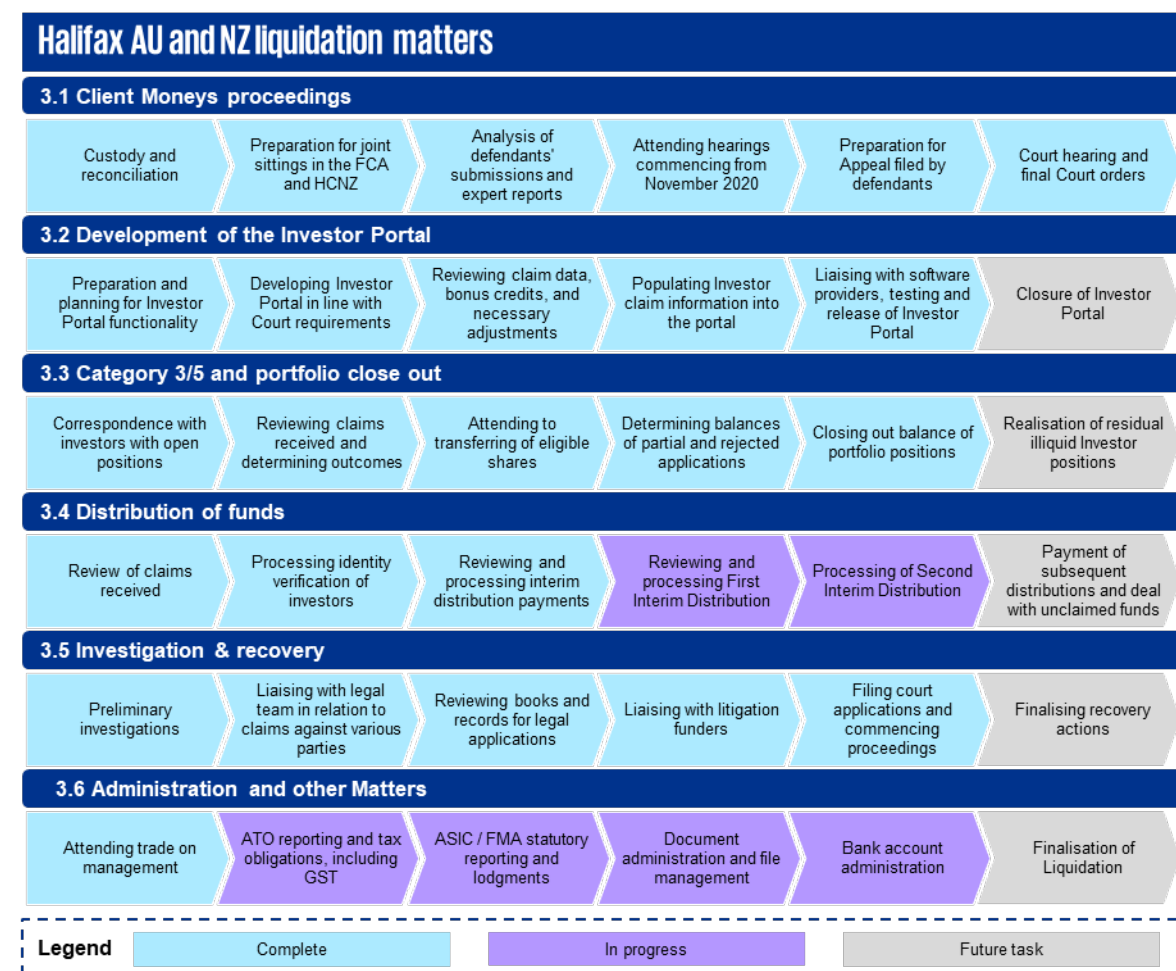 Halifax AU and NZ liquidation matters
3.1 Client Moneys proceedings
Custody and
reconciliation
Preparation for joint
sittings in the FCA
and HCNZ
Analysis of
defendants'
submissions and
expert reports
Attending hearings
commencing from
November 2020
Preparation for
Appeal filed by
defendants
Court hearing and
final Court orders
3.2 Development of the Investor Portal
Preparation and
planning for Investor
Portal functionality
Developing Investor
Portal in line with
Court requirements
Reviewing claim data,
bonus credits, and
necessary
adjustments
Populating Investor
claim information into
the portal
Liaising with software
providers, testing and
release of Investor
Portal
Closure of Investor
Portal
3.3 Category 3/5 and portfolio close out
Correspondence with
investors with open
positions
Reviewing claims
received and
determining outcomes
Attending to
transferring of eligible
shares
Determining balances
of partial and rejected
applications
Closing out balance of
portfolio positions
Realisation of residual
illiquid Investor
positions
3.4 Distribution of funds
Review of claims
received
Processing identity
verification of
investors
Reviewing and
processing interim
distribution payments
Reviewing and
processing First
Interim Distribution
Processing of Second
Interim Distribution
Payment of
subsequent
distributions and deal
with unclaimed funds
3.5 Investigation & recovery
Preliminary
investigations
Liaising with legal
team in relation to
claims against various
parties
Reviewing books and
records for legal
applications
Liaising with litigation
funders
Filing court
applications and
commencing
proceedings
Finalising recovery
actions
3.6 Administration and other Matters
Attending trade on
management
ATO reporting and tax
obligations, including
GST
ASIC / FMA statutory
reporting and
lodgments
Document
administration and file
management
Bank account
administration
Finalisation of
Liquidation
Legend
Complete
In progress
Future task